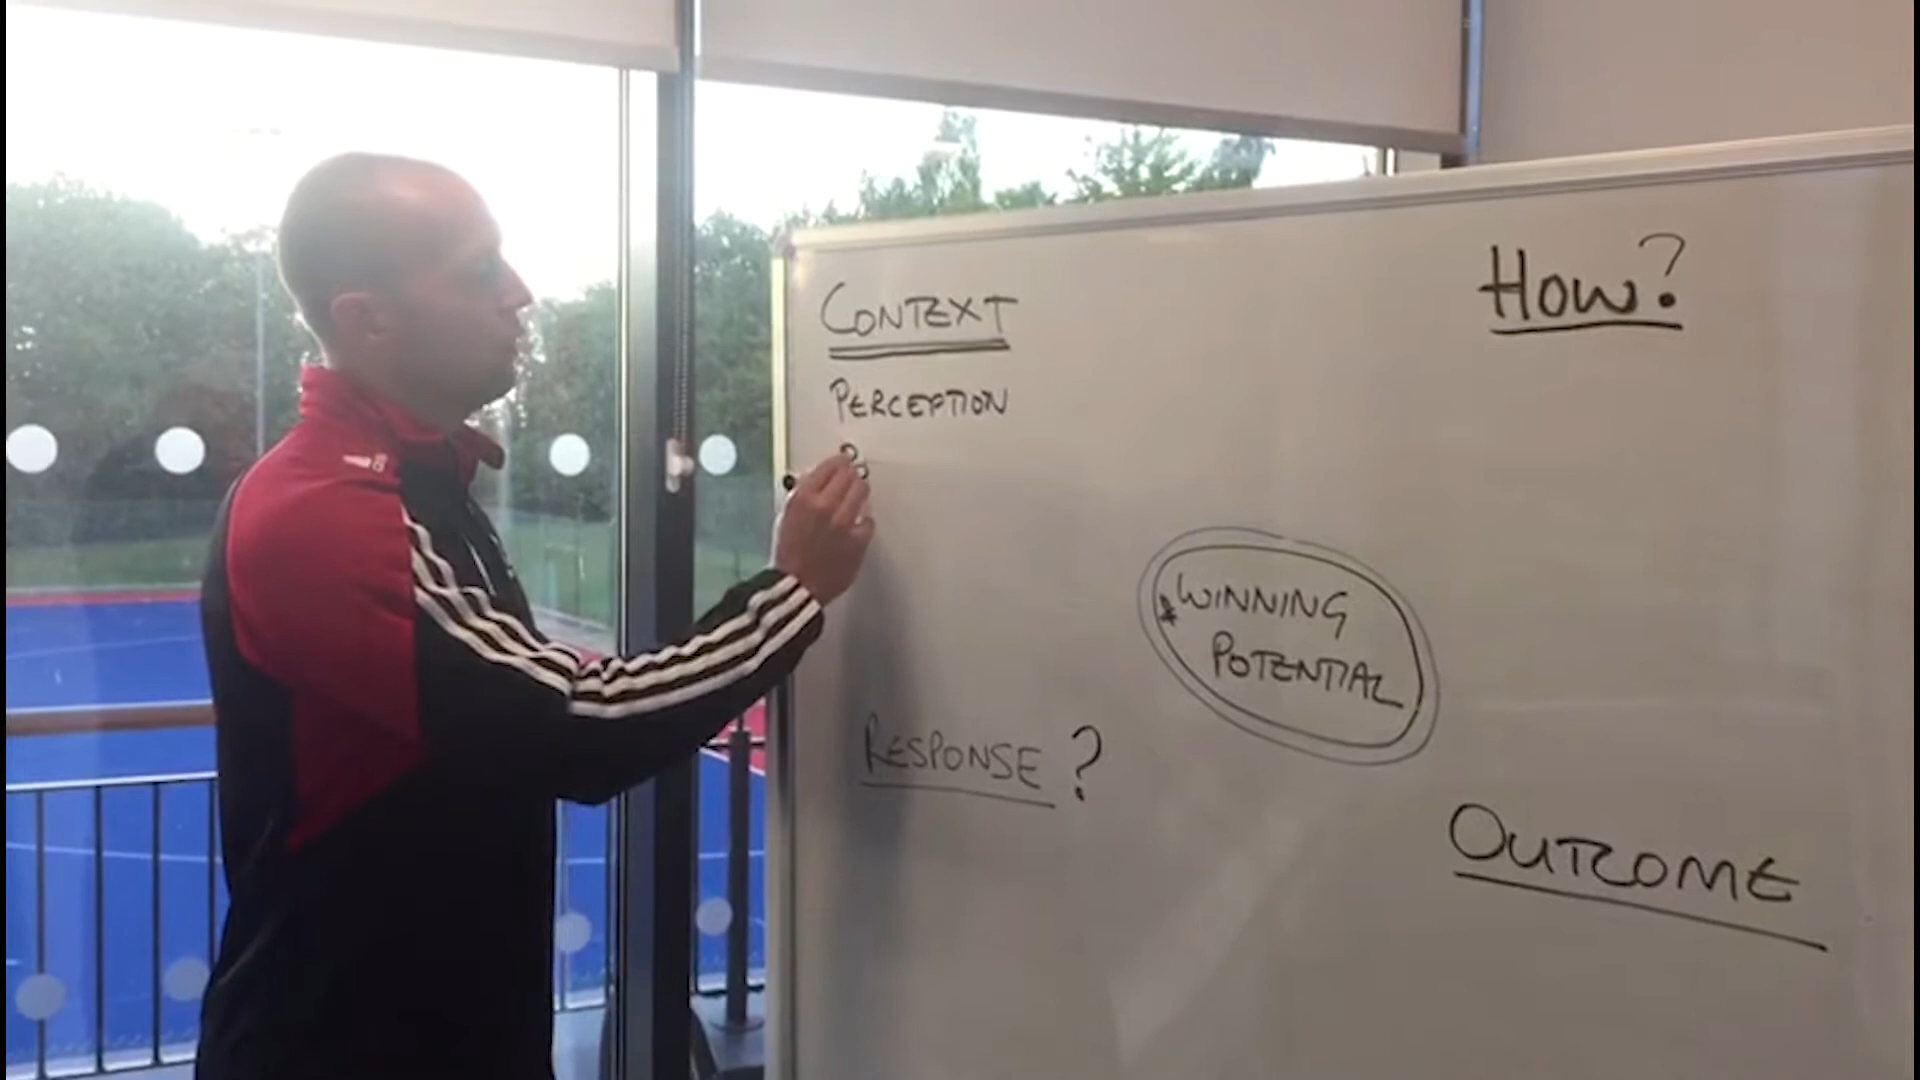 CONTEXT
PERCEPTION
How?
WINNING
POTENTIAL
RESPONSE?
OUTCOME